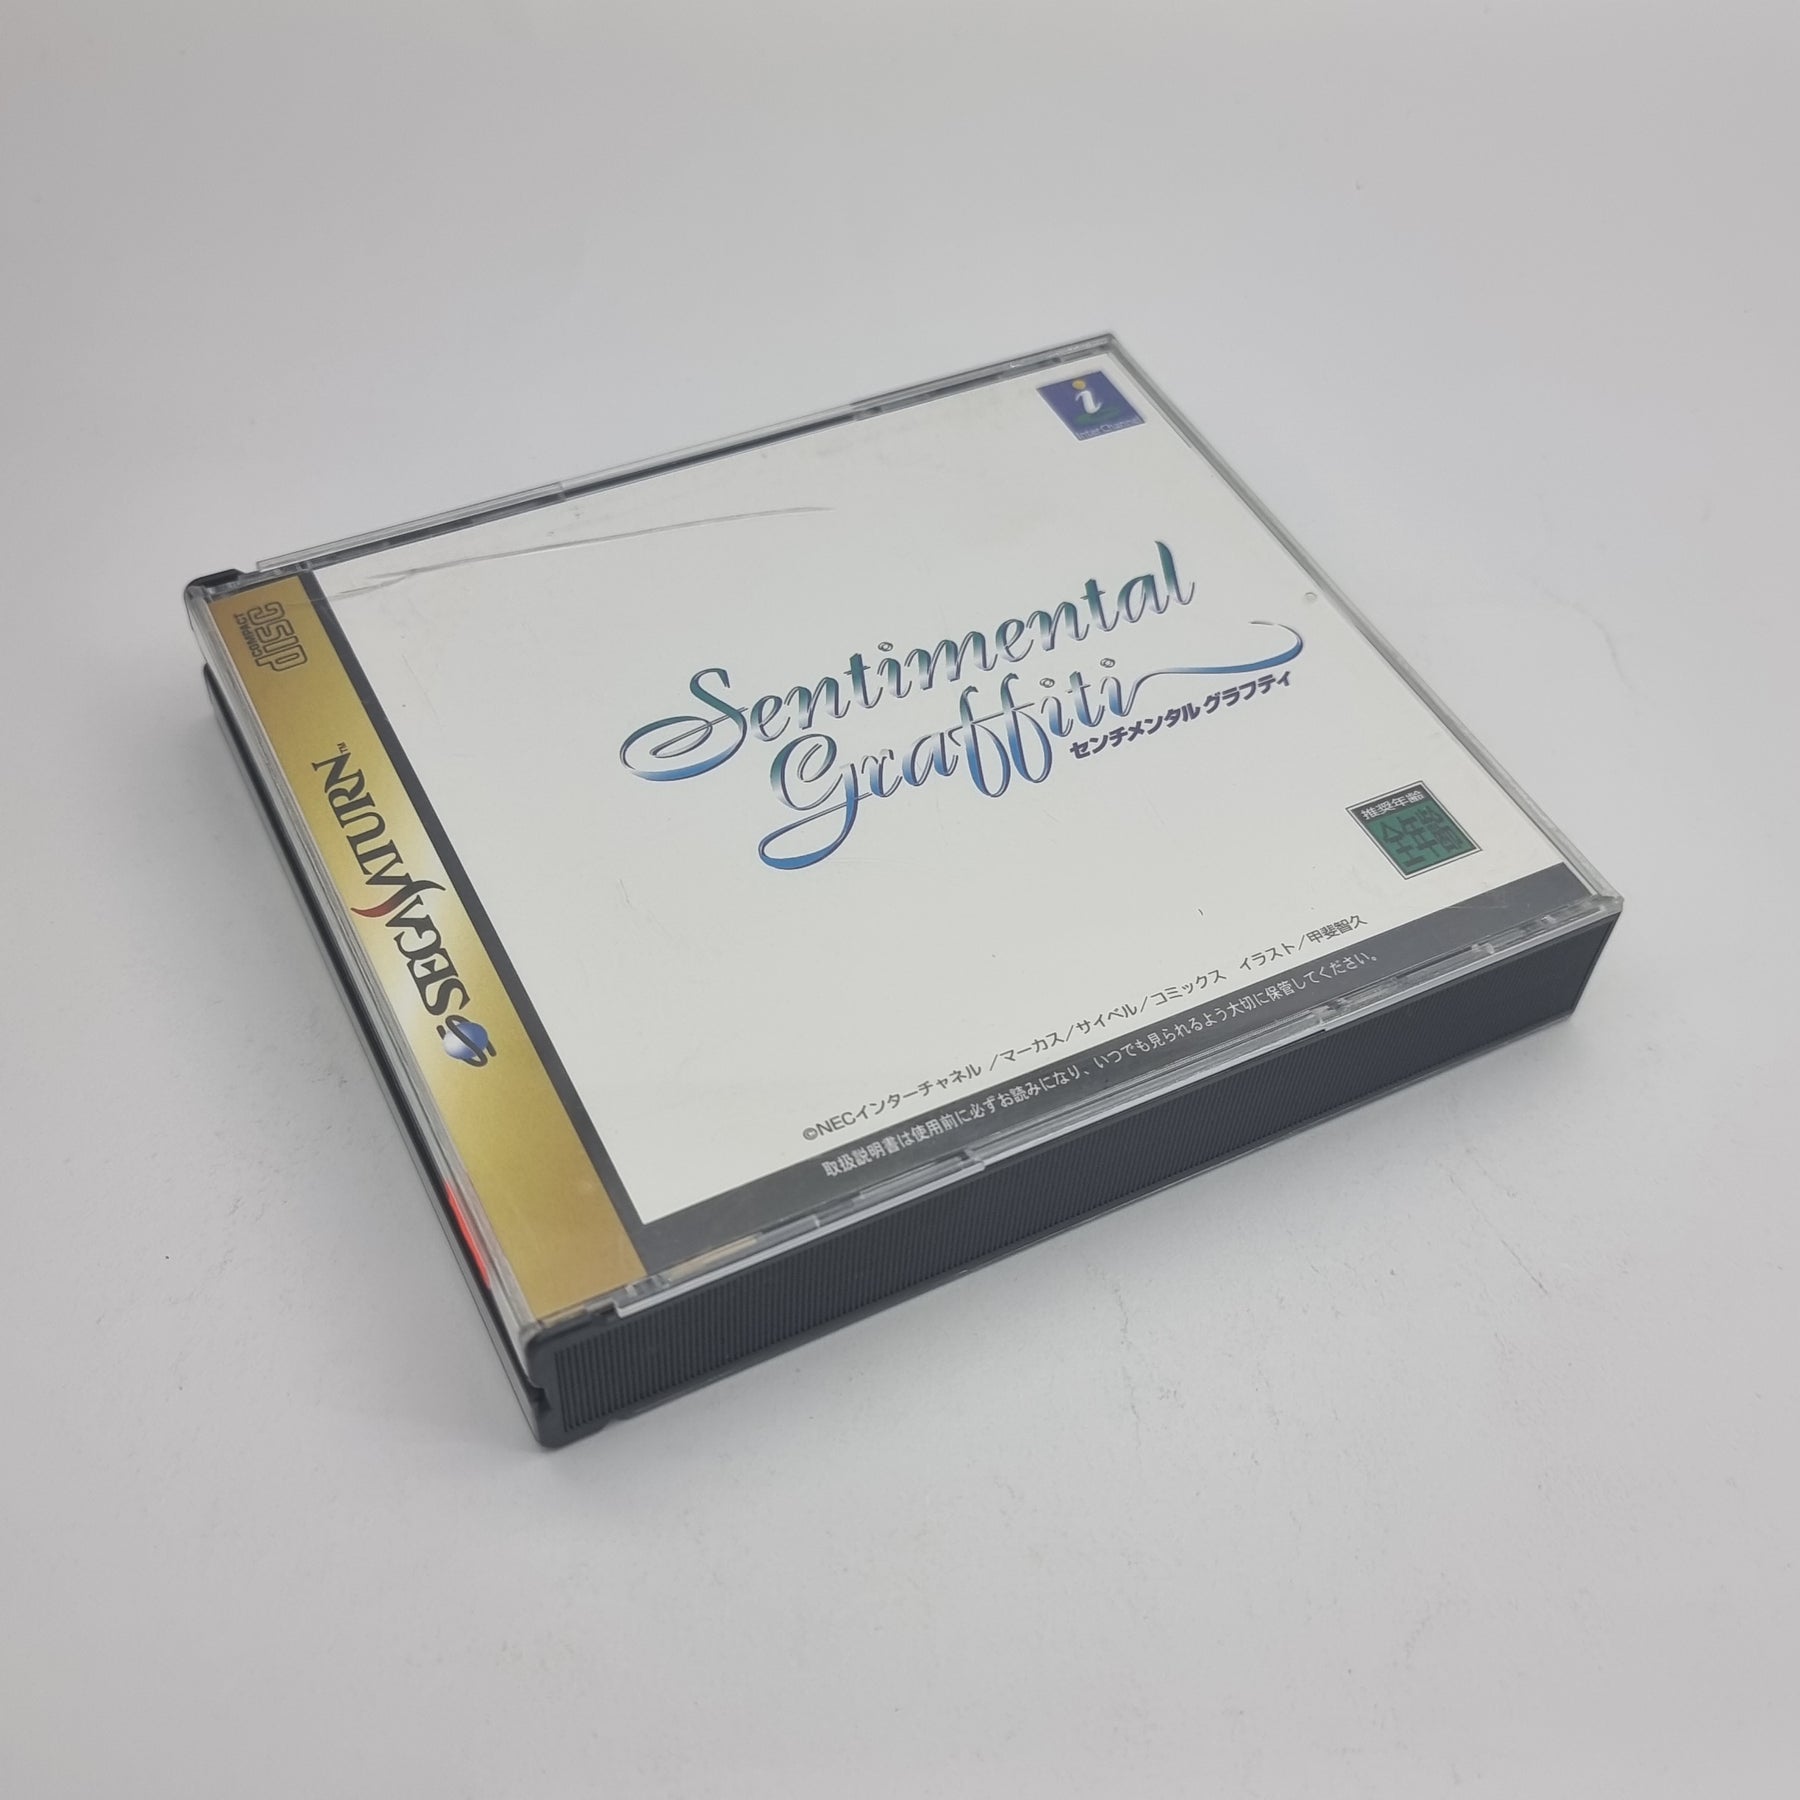 i
Inter Channel
COMPACT
disc
SEGA SATURN™
Sentimental
Graffiti
センチメンタル グラフティ
推奨年齢
全年齢
©NECインターチャネル／マーカス／サイベル／コミックス イラスト／甲斐智久
取扱説明書は使用前に必ずお読みになり、いつでも見られるよう大切に保管してください。